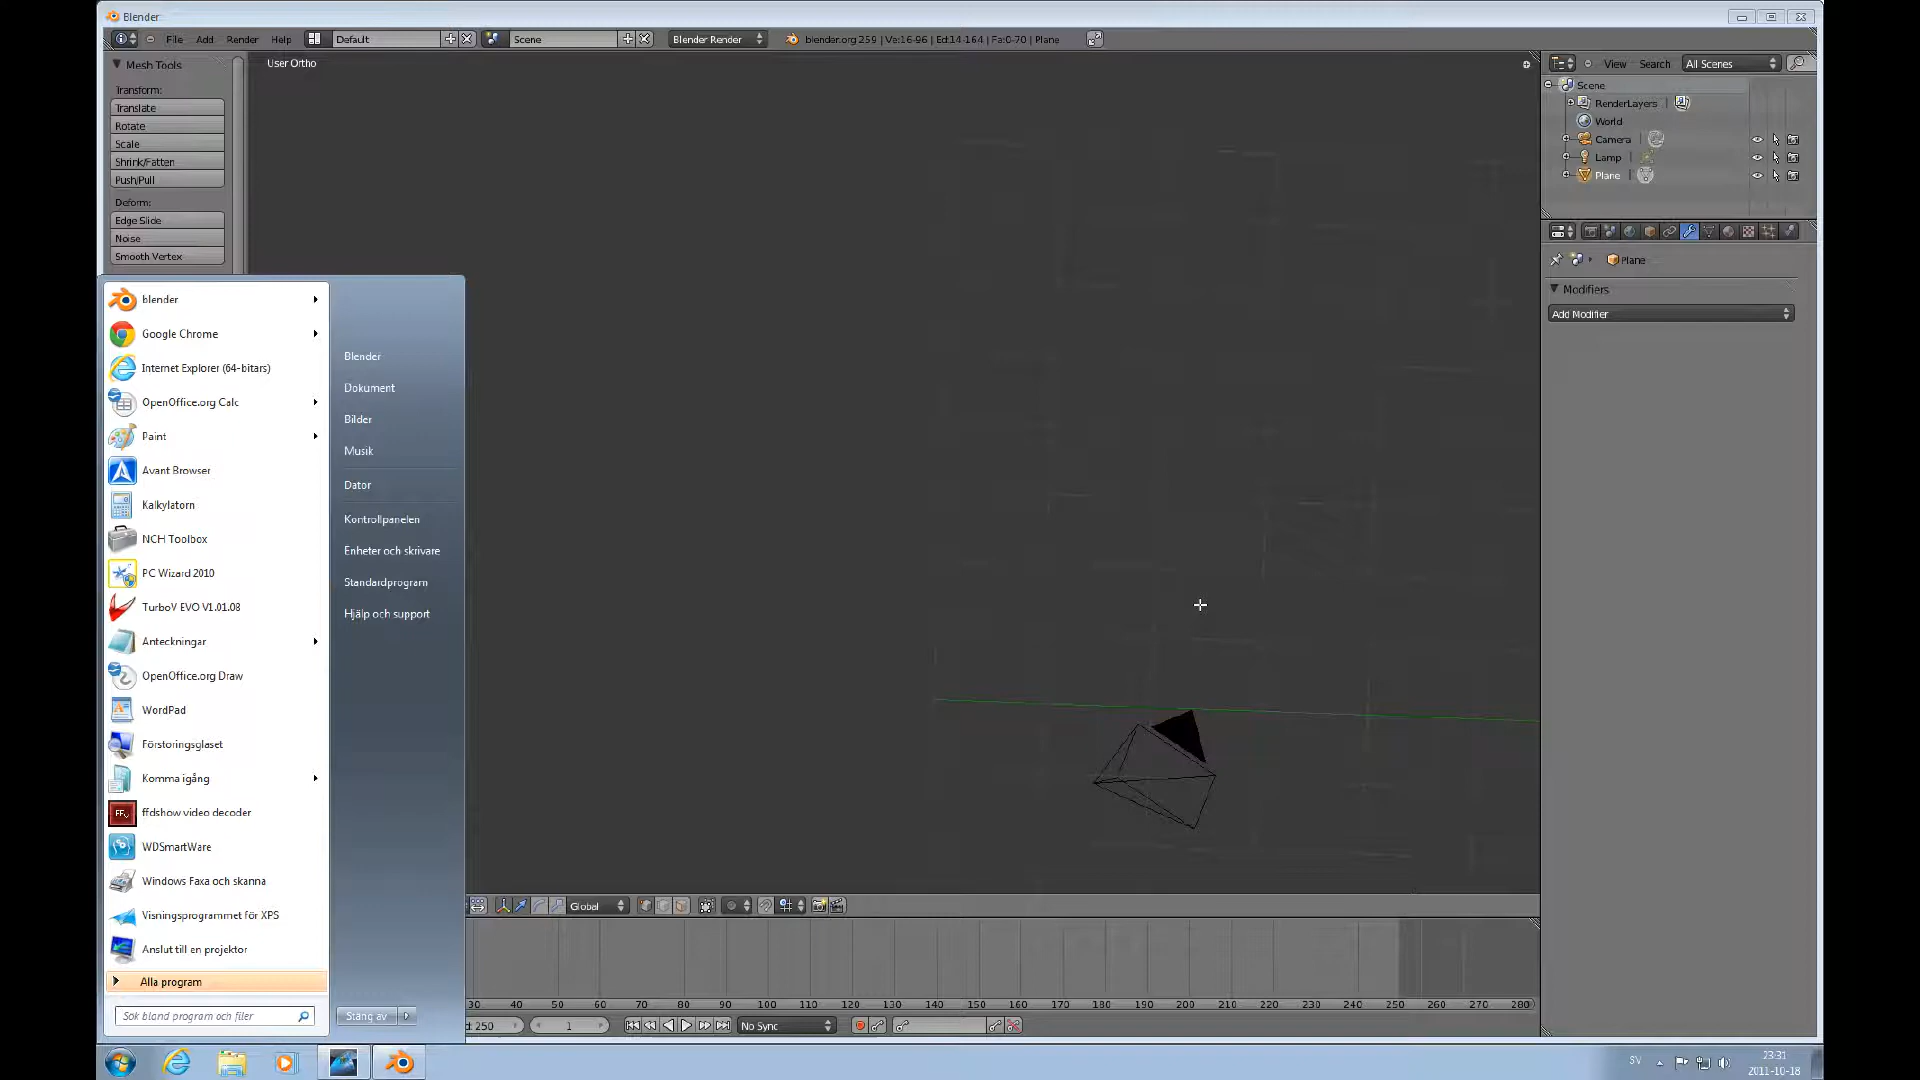 Blender
File Add Render Help Default Scene Blender Render blender.org 259 | Ve:16-96 | Ed:14-164 | Fa:0-70 | Plane
Mesh Tools
Transform:
Translate
Rotate
Scale
Shrink/Fatten
Push/Pull
Deform:
Edge Slide
Noise
Smooth Vertex
User Ortho
View Search All Scenes
Scene
RenderLayers
World
Camera
Lamp
Plane
Plane
Modifiers
Add Modifier
blender
Google Chrome
Internet Explorer (64-bitars)
OpenOffice.org Calc
Paint
Avant Browser
Kalkylatorn
NCH Toolbox
PC Wizard 2010
TurboV EVO V1.01.08
Anteckningar
OpenOffice.org Draw
WordPad
Förstoringsglaset
Komma igång
ffdshow video decoder
WDSmartWare
Windows Faxa och skanna
Visningsprogrammet för XPS
Anslut till en projektor
Alla program
Sök bland program och filer
Blender
Dokument
Bilder
Musik
Dator
Kontrollpanelen
Enheter och skrivare
Standardprogram
Hjälp och support
Stäng av
Global
30 40 50 60 70 80 90 100 110 120 130 140 150 160 170 180 190 200 210 220 230 240 250 260 270 280
d: 250 1 No Sync
SV 23:31
2011-10-18